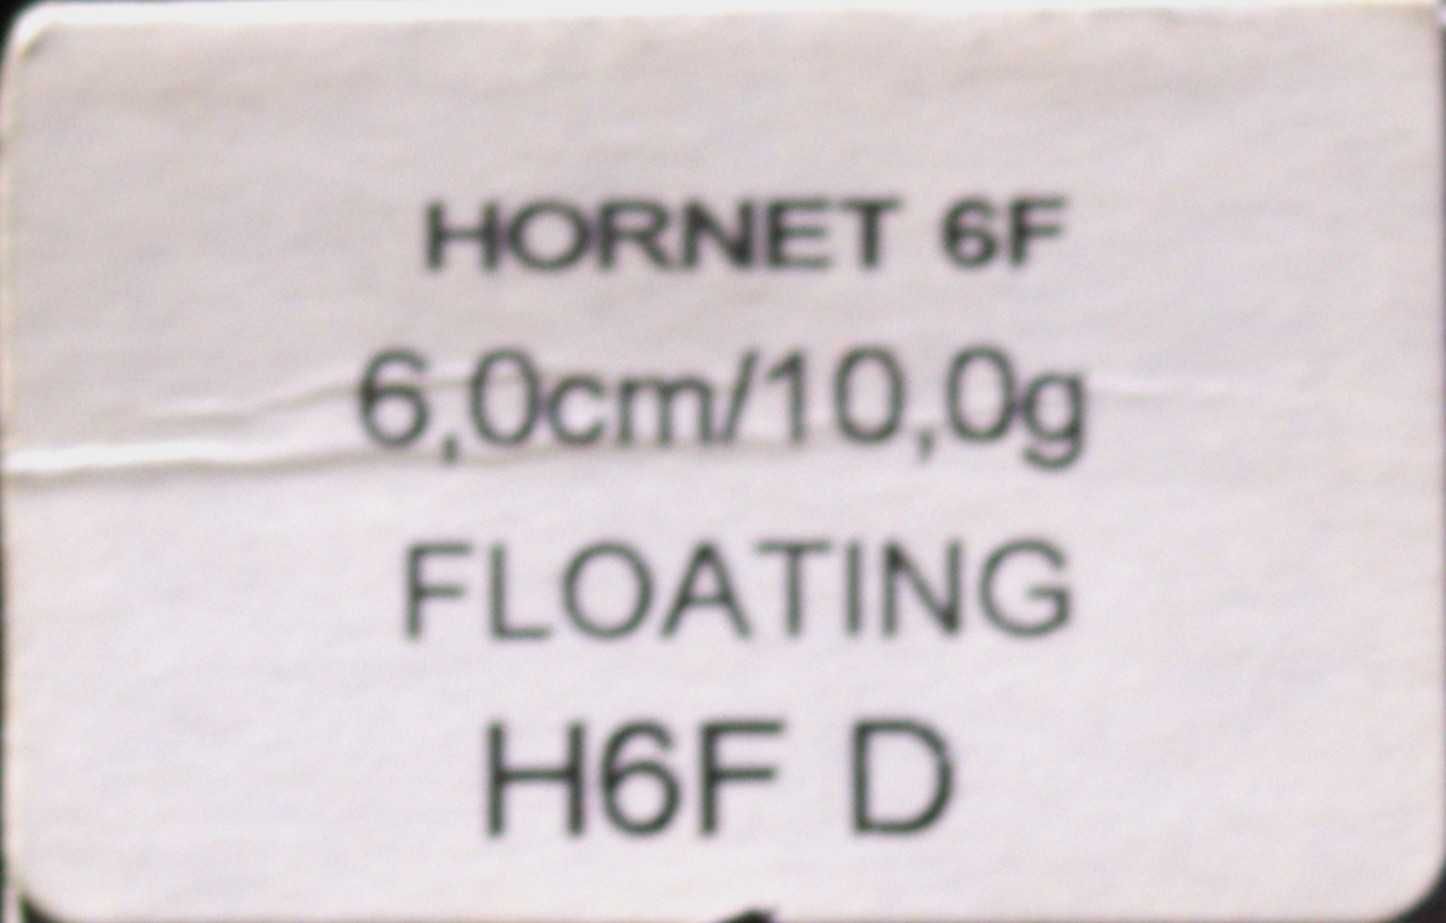 HORNET 6F
6,0cm/10,0g
FLOATING
H6F D